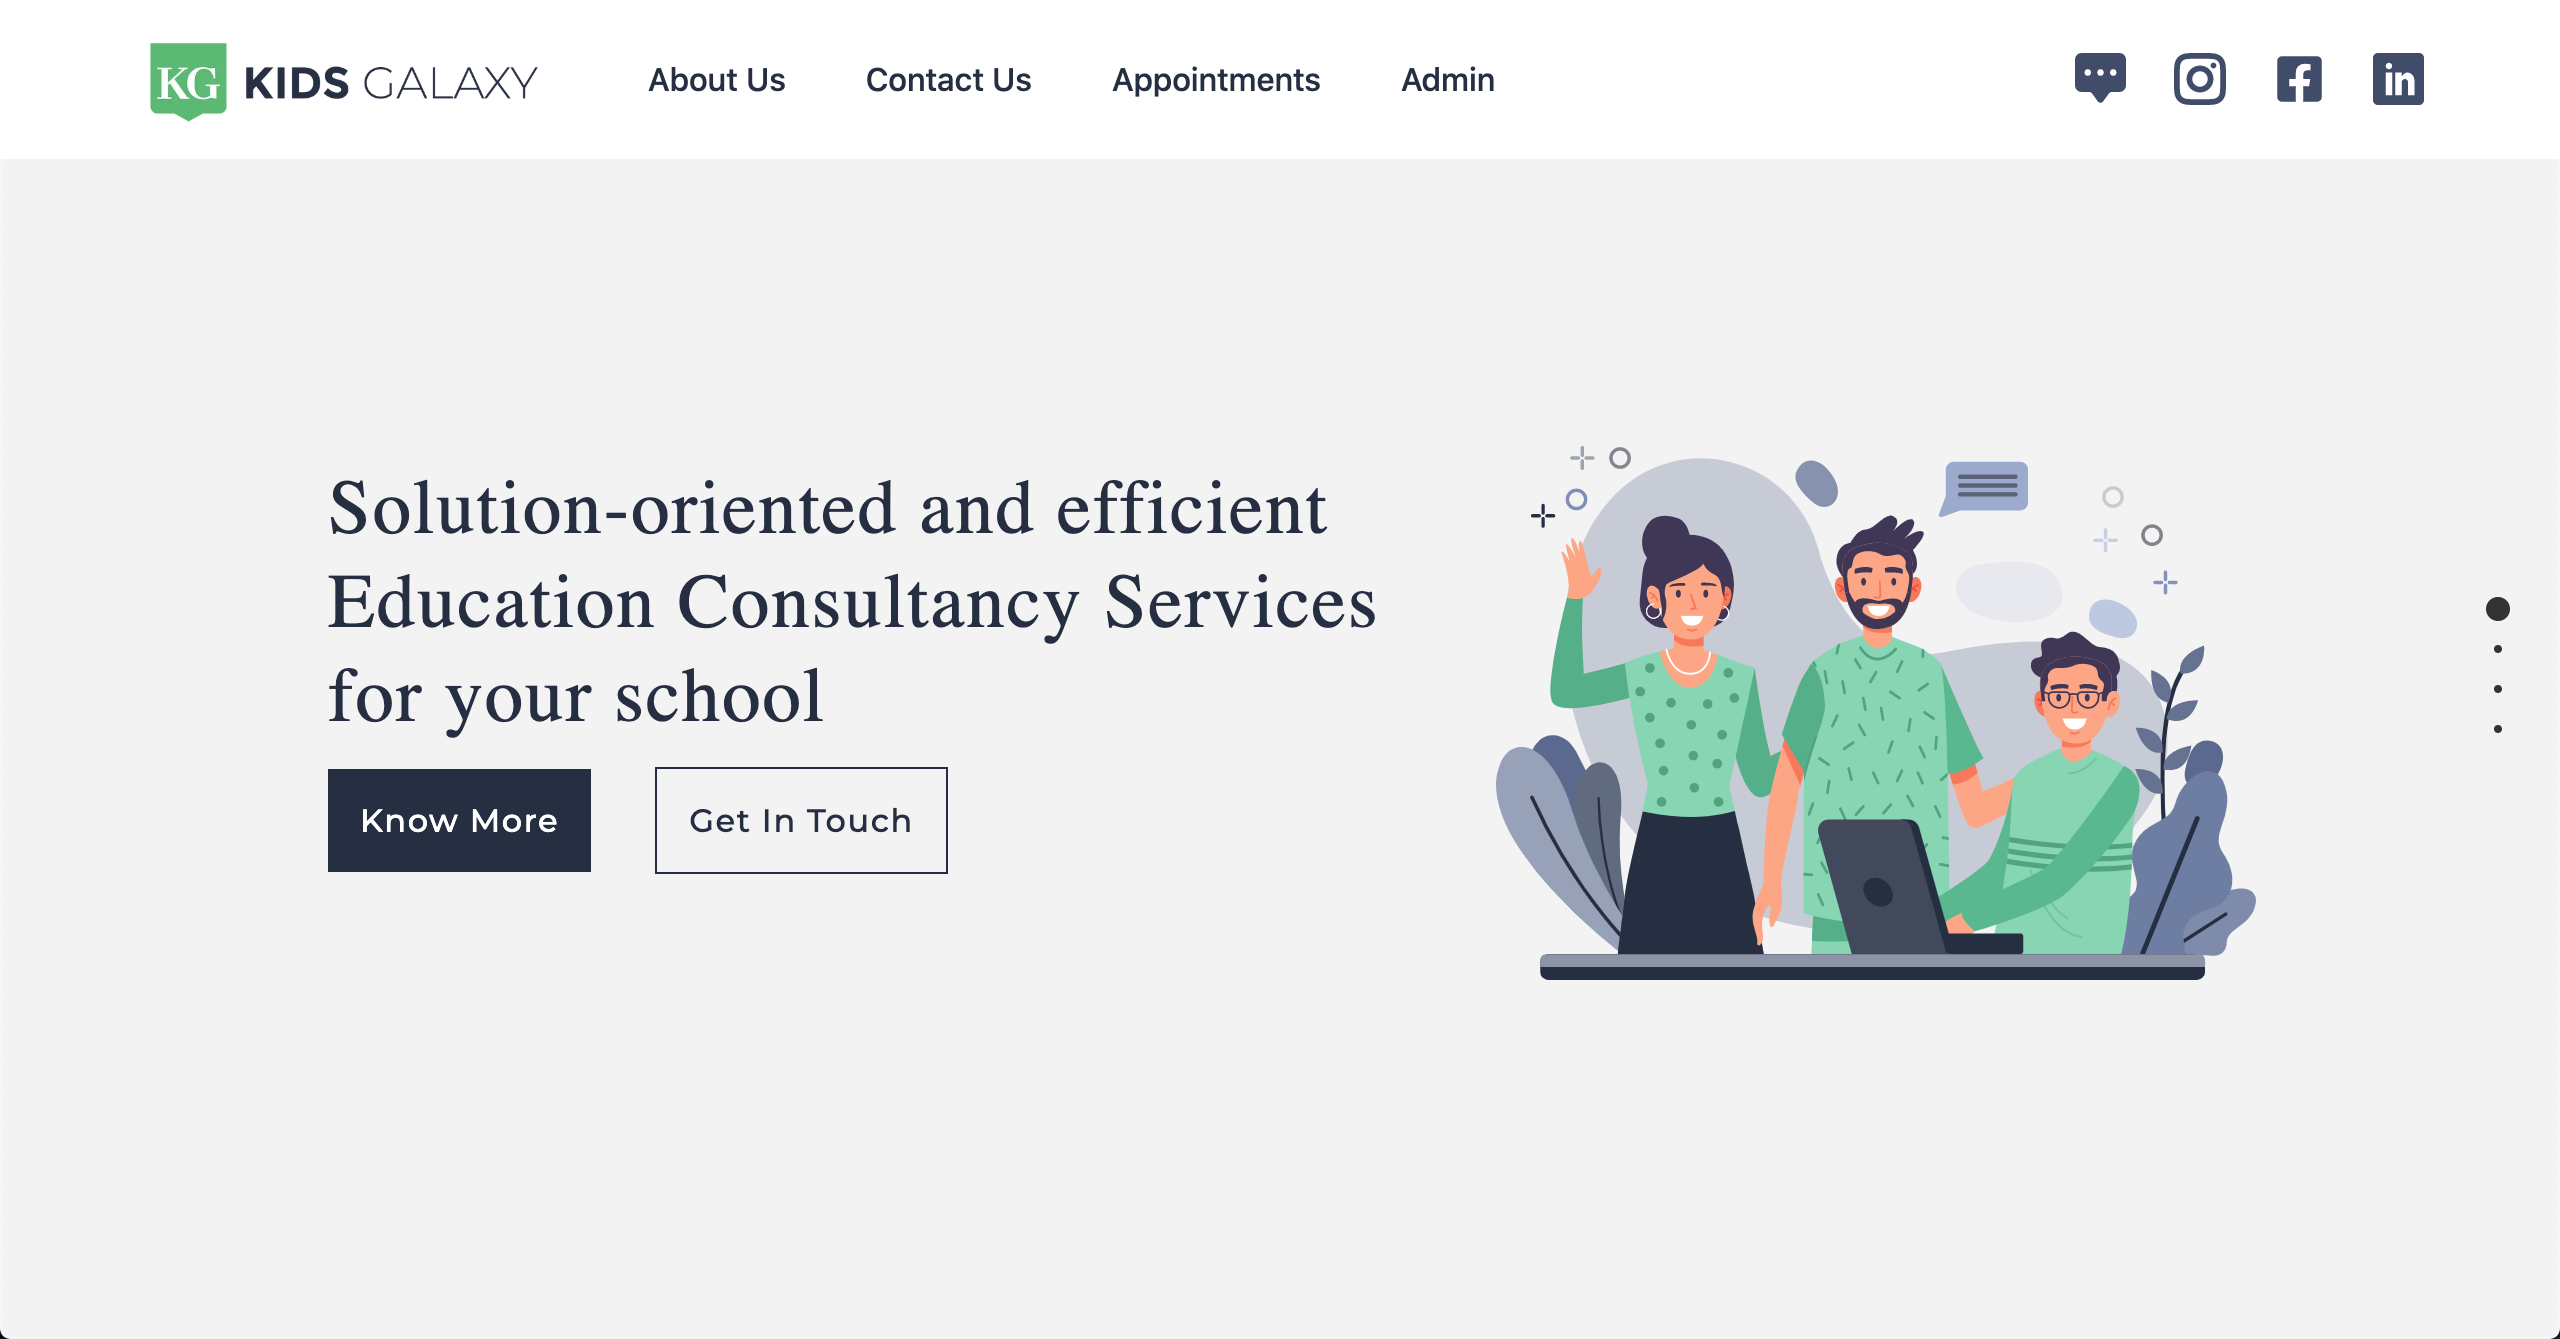 KG KIDS GALAXY
About Us
Contact Us
Appointments
Admin
Solution-oriented and efficient
Education Consultancy Services
for your school
Know More
Get In Touch